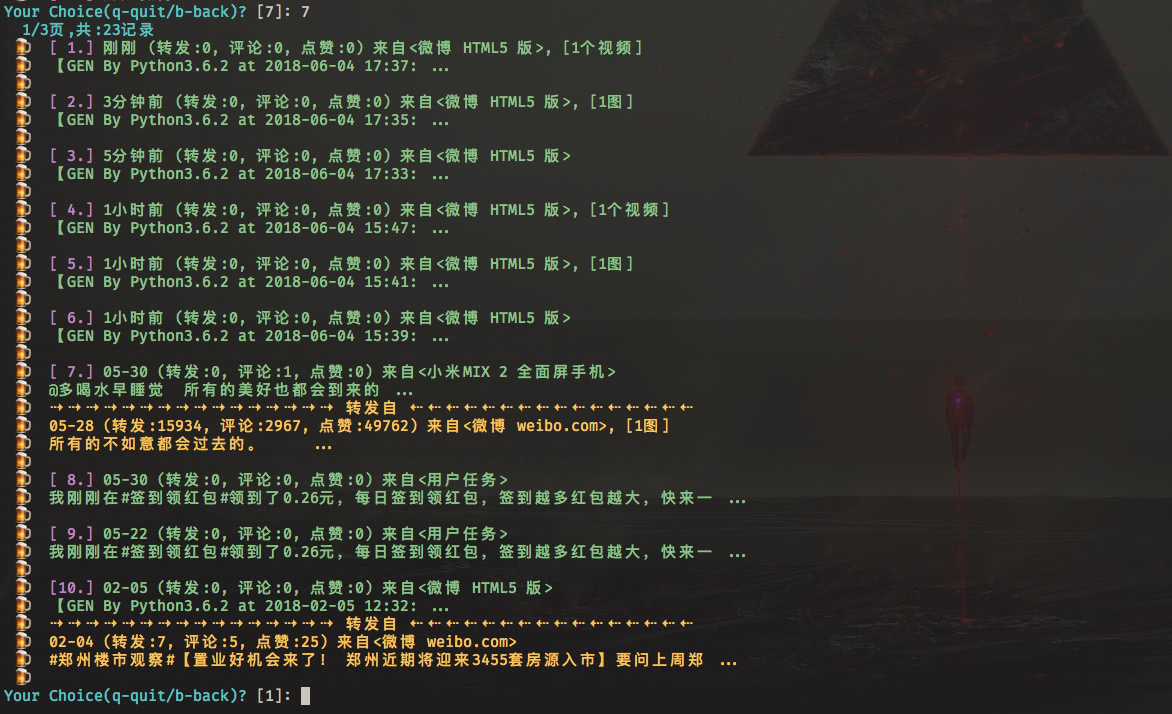 Your Choice(q-quit/b-back)? [7]: 7
1/3页,共:23记录
[ 1.] 刚刚 (转发:0, 评论:0, 点赞:0) 来自<微博 HTML5 版>, [1个视频]
【GEN By Python3.6.2 at 2018-06-04 17:37: ...
[ 2.] 3分钟前 (转发:0, 评论:0, 点赞:0) 来自<微博 HTML5 版>, [1图]
【GEN By Python3.6.2 at 2018-06-04 17:35: ...
[ 3.] 5分钟前 (转发:0, 评论:0, 点赞:0) 来自<微博 HTML5 版>
【GEN By Python3.6.2 at 2018-06-04 17:33: ...
[ 4.] 1小时前 (转发:0, 评论:0, 点赞:0) 来自<微博 HTML5 版>, [1个视频]
【GEN By Python3.6.2 at 2018-06-04 15:47: ...
[ 5.] 1小时前 (转发:0, 评论:0, 点赞:0) 来自<微博 HTML5 版>, [1图]
【GEN By Python3.6.2 at 2018-06-04 15:41: ...
[ 6.] 1小时前 (转发:0, 评论:0, 点赞:0) 来自<微博 HTML5 版>
【GEN By Python3.6.2 at 2018-06-04 15:39: ...
[ 7.] 05-30 (转发:0, 评论:1, 点赞:0) 来自<小米MIX 2 全面屏手机>
@多喝水早睡觉 所有的美好也都会到来的 ...
⇢⇢⇢⇢⇢⇢⇢⇢⇢⇢⇢⇢⇢⇢⇢⇢ 转发自 ⇠⇠⇠⇠⇠⇠⇠⇠⇠⇠⇠⇠⇠⇠⇠⇠
05-28 (转发:15934, 评论:2967, 点赞:49762) 来自<微博 weibo.com>, [1图]
所有的不如意都会过去的。 ...
[ 8.] 05-30 (转发:0, 评论:0, 点赞:0) 来自<用户任务>
我刚刚在#签到领红包#领到了0.26元, 每日签到领红包, 签到越多红包越大, 快来一 ...
[ 9.] 05-22 (转发:0, 评论:0, 点赞:0) 来自<用户任务>
我刚刚在#签到领红包#领到了0.26元, 每日签到领红包, 签到越多红包越大, 快来一 ...
[10.] 02-05 (转发:0, 评论:0, 点赞:0) 来自<微博 HTML5 版>
【GEN By Python3.6.2 at 2018-02-05 12:32: ...
⇢⇢⇢⇢⇢⇢⇢⇢⇢⇢⇢⇢⇢⇢⇢⇢ 转发自 ⇠⇠⇠⇠⇠⇠⇠⇠⇠⇠⇠⇠⇠⇠⇠⇠
02-04 (转发:7, 评论:5, 点赞:25) 来自<微博 weibo.com>
#郑州楼市观察#【置业好机会来了! 郑州近期将迎来3455套房源入市】要问上周郑 ...
Your Choice(q-quit/b-back)? [1]: